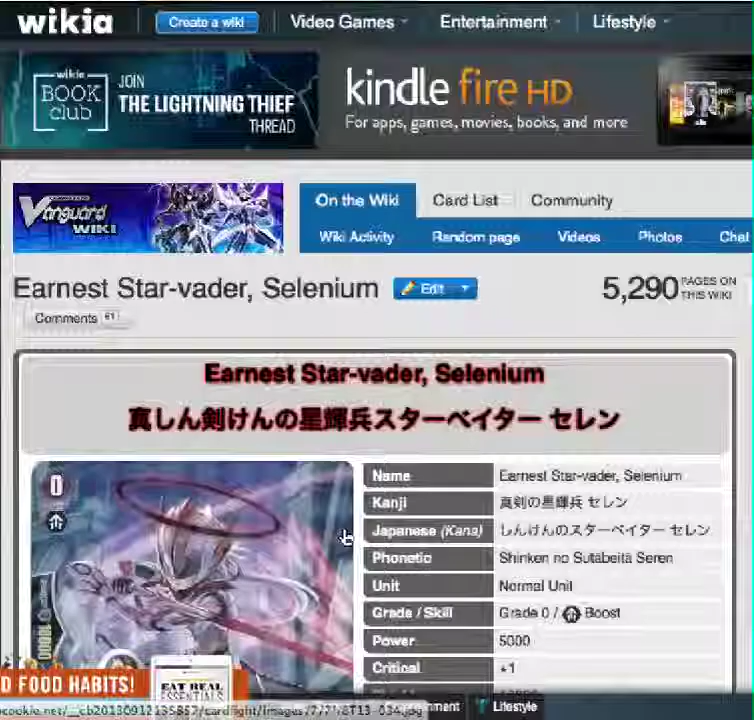 wikia Create a wiki Video Games Entertainment Lifestyle
wikia
BOOK
club
JOIN
THE LIGHTNING THIEF
THREAD
kindle fire HD
For apps, games, movies, books, and more
Vanguard
WIKI
On the Wiki Card List Community
Wiki Activity Random page Videos Photos Chat
Earnest Star-vader, Selenium Edit 5,290 PAGES ON
THIS WIKI
Comments 61
Earnest Star-vader, Selenium
真しん剣けんの星輝兵スターベイター セレン
0
Name Earnest Star-vader, Selenium
Kanji 真剣の星輝兵 セレン
Japanese (Kana) しんけんのスターベイター セレン
Phonetic Shinken no Sutābeitā Seren
Unit Normal Unit
Grade / Skill Grade 0 / Boost
Power 5000
Critical +1
10000
D FOOD HABITS!
EAT REAL
ESSENTIALS
Lifestyle